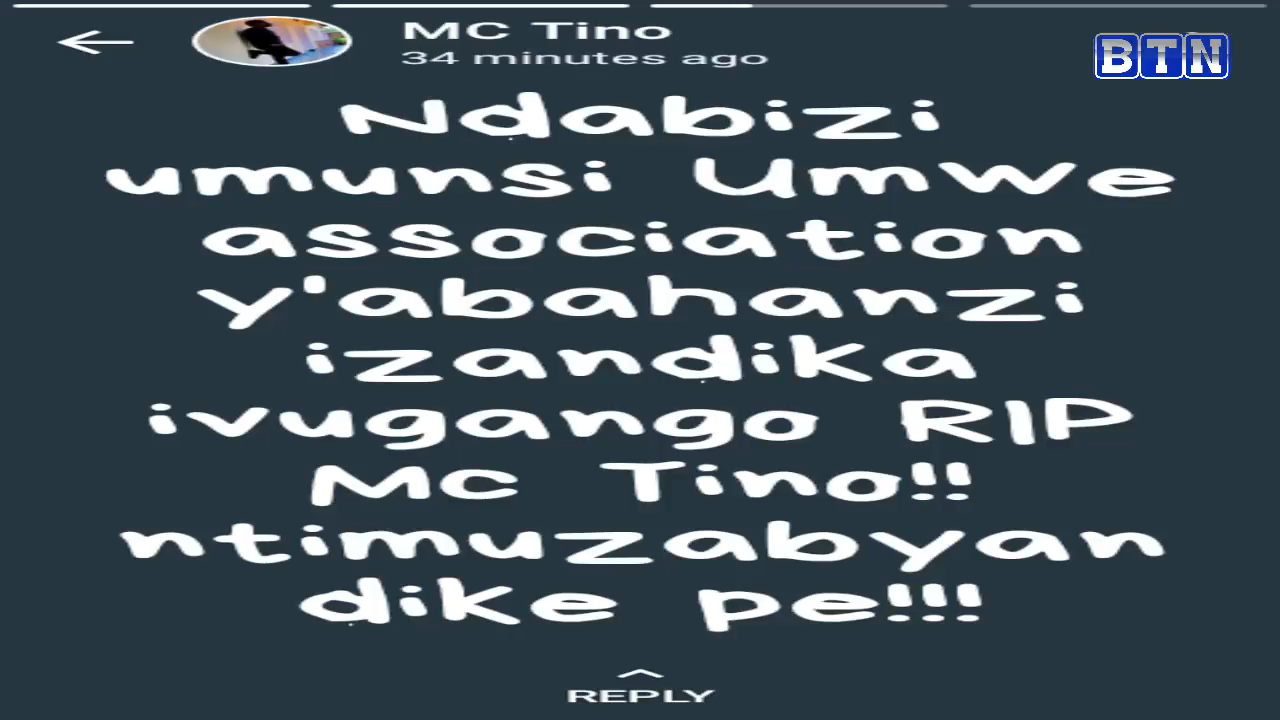 MC Tino
34 minutes ago
BTN
Ndabizi
umunsi Umwe
association
y'abahanzi
izandika
ivugango RIP
Mc Tino!!
ntimuzabyan
dike pe!!!
REPLY